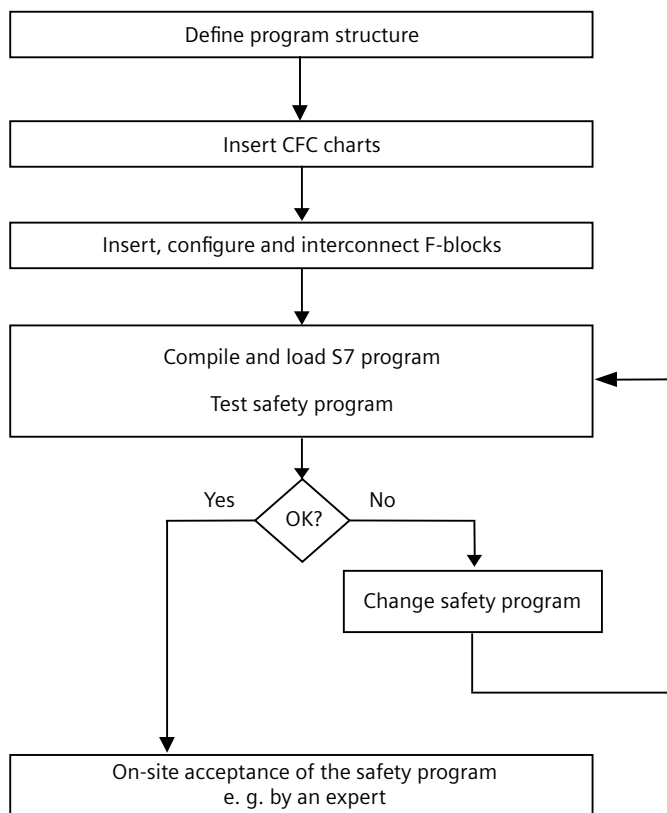 Define program structure
Insert CFC charts
Insert, configure and interconnect F-blocks
Compile and load S7 program
Test safety program
Yes
OK?
No
Change safety program
On-site acceptance of the safety program
e. g. by an expert